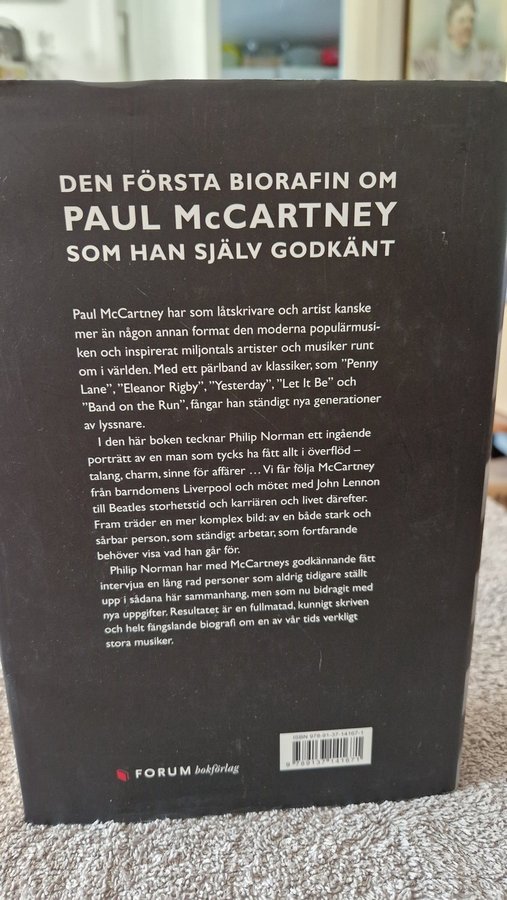 DEN FÖRSTA BIORAFIN OM
PAUL McCARTNEY
SOM HAN SJÄLV GODKÄNT
Paul McCartney har som låtskrivare och artist kanske
mer än någon annan format den moderna populärmusi-
ken och inspirerat miljontals artister och musiker runt
om i världen. Med ett pärlband av klassiker, som ”Penny
Lane”, ”Eleanor Rigby”, ”Yesterday”, ”Let It Be” och
”Band on the Run”, fångar han ständigt nya generationer
av lyssnare.
I den här boken tecknar Philip Norman ett ingående
porträtt av en man som tycks ha fått allt i överflöd –
talang, charm, sinne för affärer ... Vi får följa McCartney
från barndomens Liverpool och mötet med John Lennon
till Beatles storhetstid och karriären och livet därefter.
Fram träder en mer komplex bild: av en både stark och
sårbar person, som ständigt arbetar, som fortfarande
behöver visa vad han går för.
Philip Norman har med McCartneys godkännande fått
intervjua en lång rad personer som aldrig tidigare ställt
upp i sådana här sammanhang, men som nu bidragit med
nya uppgifter. Resultatet är en fullmatad, kunnigt skriven
och helt fängslande biografi om en av vår tids verkligt
stora musiker.
ISBN 978-91-37-14167-1
9 789137 141671
FORUM bokförlag